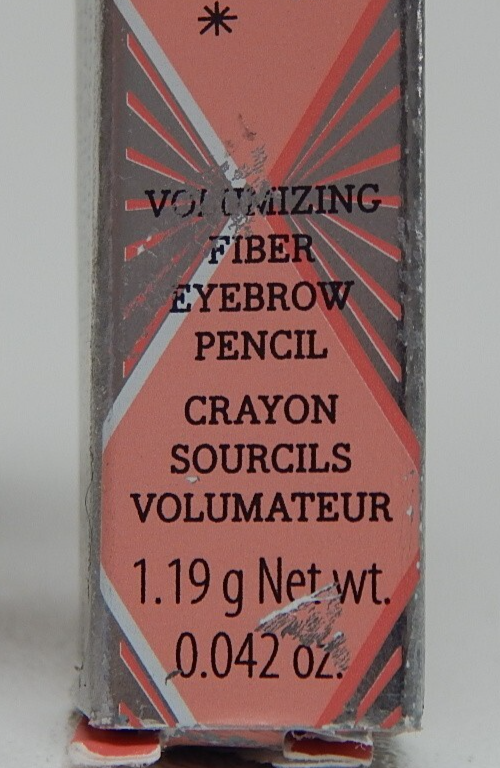 VOLUMIZING
FIBER
EYEBROW
PENCIL
CRAYON
SOURCILS
VOLUMATEUR
1.19 g Net wt.
0.042 oz.